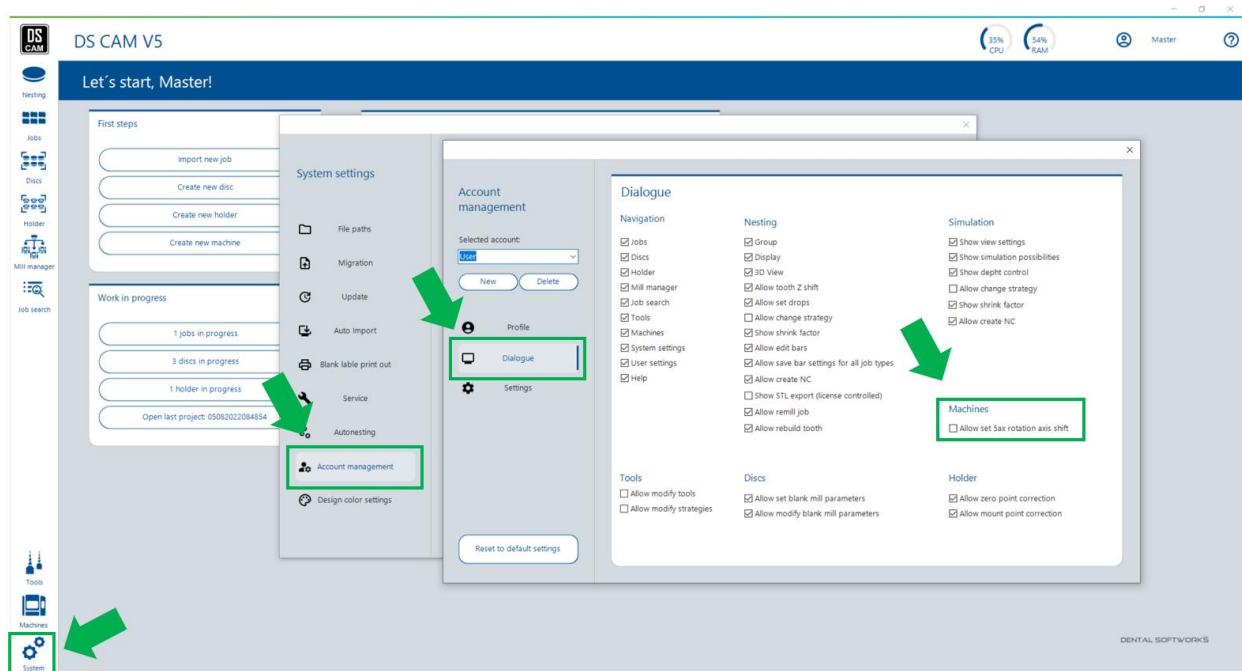 DS
CAM
DS CAM V5
35%
CPU
54%
RAM
Master
Let´s start, Master!
Nesting
Jobs
Discs
Holder
Mill manager
Job search
Tools
Machines
System
First steps
Import new job
Create new disc
Create new holder
Create new machine
Work in progress
1 jobs in progress
3 discs in progress
1 holder in progress
Open last project: 05082022084854
System settings
File paths
Migration
Update
Auto Import
Blank lable print out
Service
Autonesting
Account management
Design color settings
Account
management
Selected account:
User
New
Delete
Profile
Dialogue
Settings
Reset to default settings
Dialogue
Navigation
Jobs
Discs
Holder
Mill manager
Job search
Tools
Machines
System settings
User settings
Help
Nesting
Group
Display
3D View
Allow tooth Z shift
Allow set drops
Allow change strategy
Show shrink factor
Allow edit bars
Allow save bar settings for all job types
Allow create NC
Show STL export (license controlled)
Allow remill job
Allow rebuild tooth
Simulation
Show view settings
Show simulation possibilities
Show depht control
Allow change strategy
Show shrink factor
Allow create NC
Machines
Allow set 5ax rotation axis shift
Tools
Allow modify tools
Allow modify strategies
Discs
Allow set blank mill parameters
Allow modify blank mill parameters
Holder
Allow zero point correction
Allow mount point correction
DENTAL SOFTWORKS